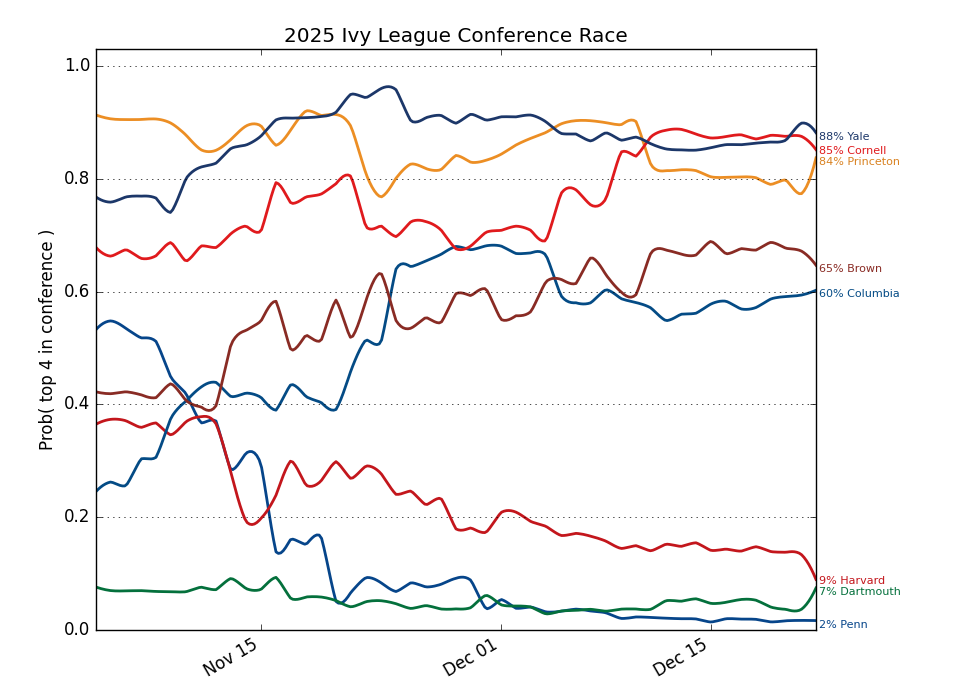 2025 Ivy League Conference Race
Prob( top 4 in conference )
1.0
0.8
0.6
0.4
0.2
0.0
Nov 15
Dec 01
Dec 15
88% Yale
85% Cornell
84% Princeton
65% Brown
60% Columbia
9% Harvard
7% Dartmouth
2% Penn